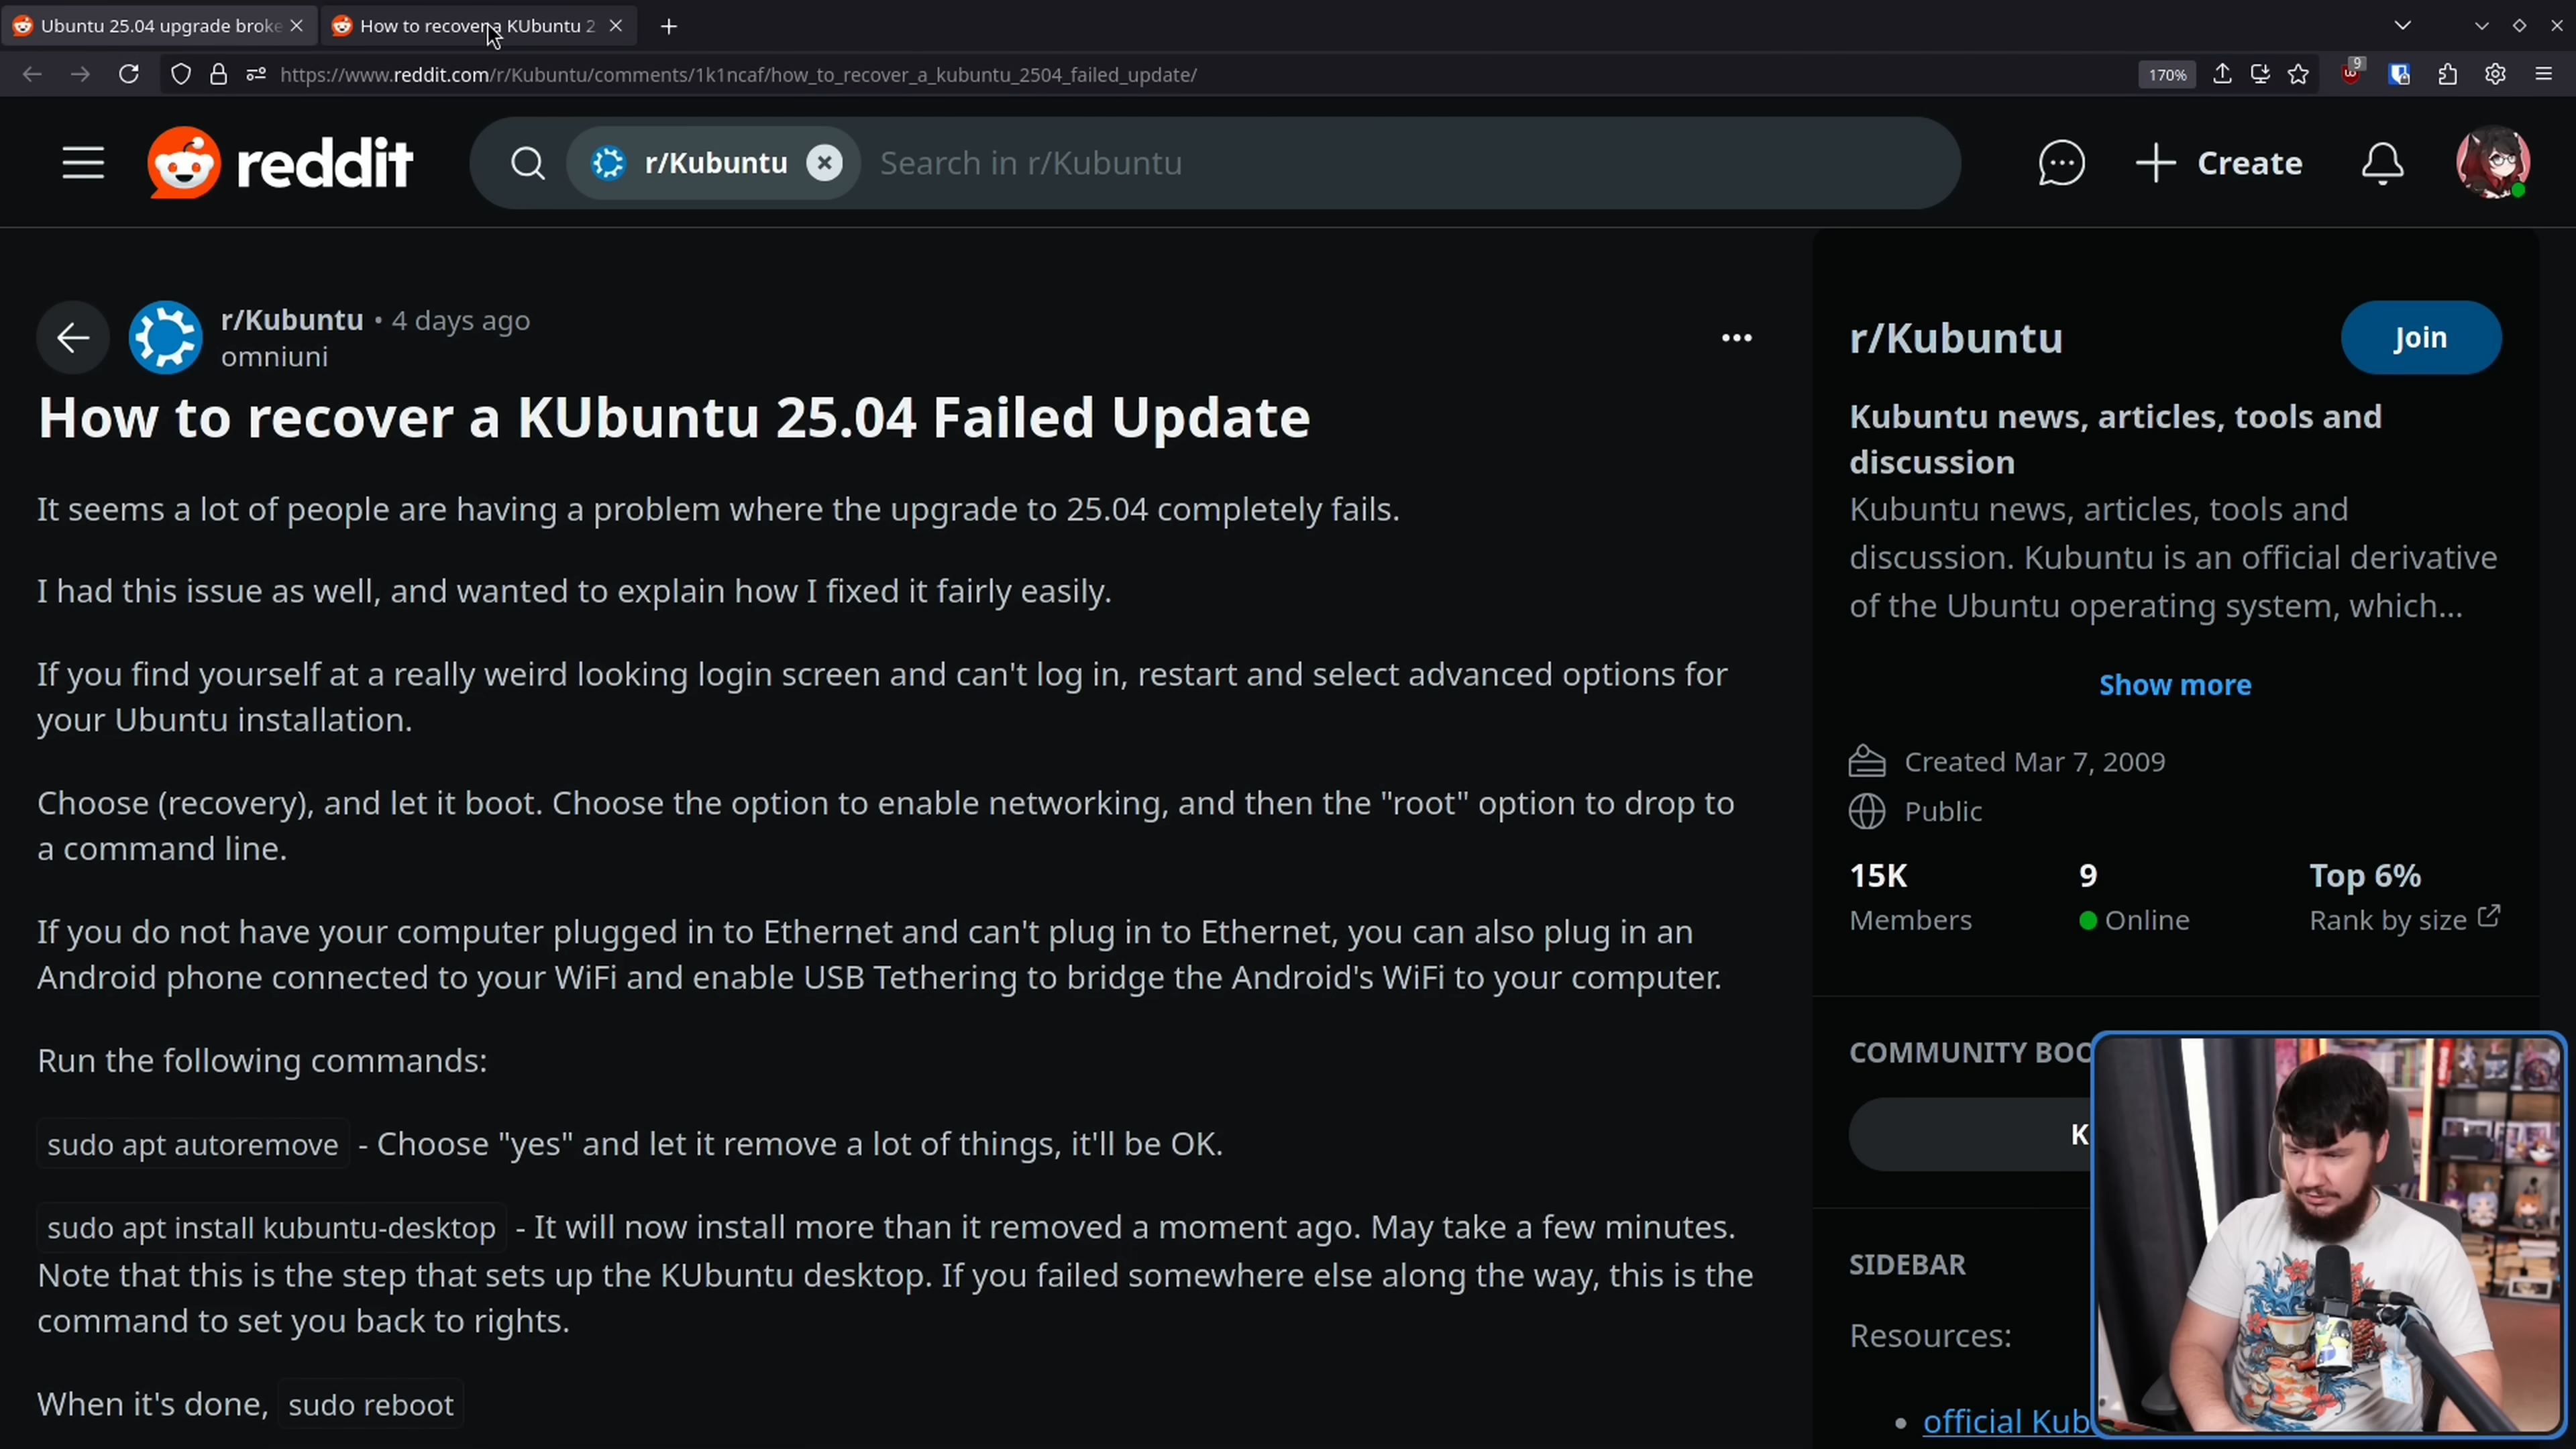 Ubuntu 25.04 upgrade broke
How to recover a KUbuntu 2
https://www.reddit.com/r/Kubuntu/comments/1k1ncaf/how_to_recover_a_kubuntu_2504_failed_update/
170%
9
reddit
r/Kubuntu
Search in r/Kubuntu
Create
r/Kubuntu • 4 days ago
omniuni
How to recover a KUbuntu 25.04 Failed Update
It seems a lot of people are having a problem where the upgrade to 25.04 completely fails.
I had this issue as well, and wanted to explain how I fixed it fairly easily.
If you find yourself at a really weird looking login screen and can't log in, restart and select advanced options for
your Ubuntu installation.
Choose (recovery), and let it boot. Choose the option to enable networking, and then the "root" option to drop to
a command line.
If you do not have your computer plugged in to Ethernet and can't plug in to Ethernet, you can also plug in an
Android phone connected to your WiFi and enable USB Tethering to bridge the Android's WiFi to your computer.
Run the following commands:
sudo apt autoremove - Choose "yes" and let it remove a lot of things, it'll be OK.
sudo apt install kubuntu-desktop - It will now install more than it removed a moment ago. May take a few minutes.
Note that this is the step that sets up the KUbuntu desktop. If you failed somewhere else along the way, this is the
command to set you back to rights.
When it's done, sudo reboot
r/Kubuntu
Join
Kubuntu news, articles, tools and
discussion
Kubuntu news, articles, tools and
discussion. Kubuntu is an official derivative
of the Ubuntu operating system, which...
Show more
Created Mar 7, 2009
Public
15K
Members
9
Online
Top 6%
Rank by size
COMMUNITY BOO
K
SIDEBAR
Resources:
• official Kub